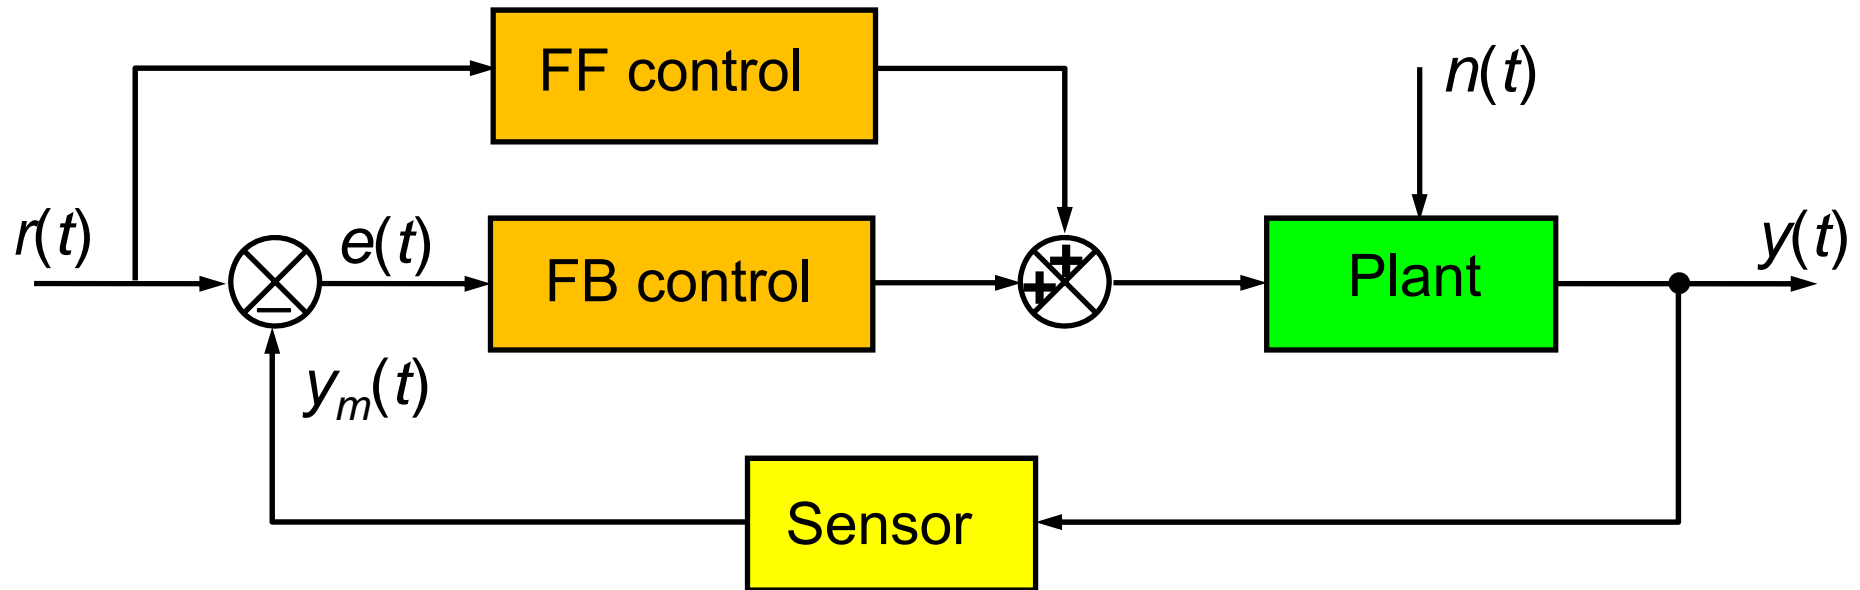 FF control
n(t)
r(t)
e(t)
FB control
+
+
Plant
y(t)
−
yₘ(t)
Sensor